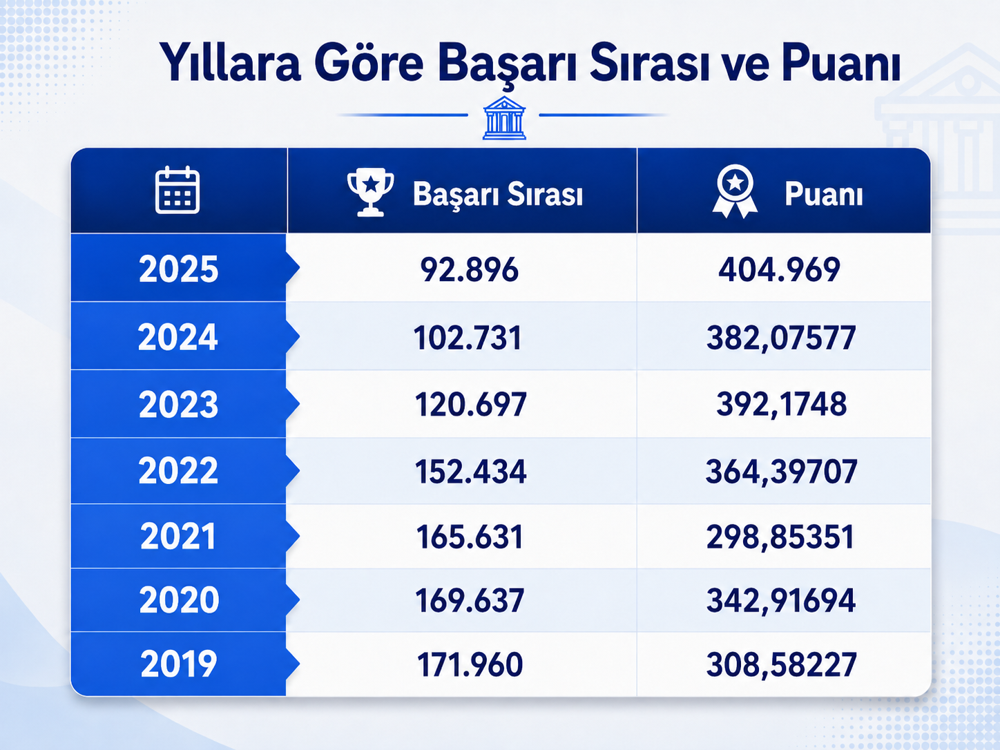 Yıllara Göre Başarı Sırası ve Puanı
Başarı Sırası Puanı
2025 92.896 404.969
2024 102.731 382,07577
2023 120.697 392,1748
2022 152.434 364,39707
2021 165.631 298,85351
2020 169.637 342,91694
2019 171.960 308,58227